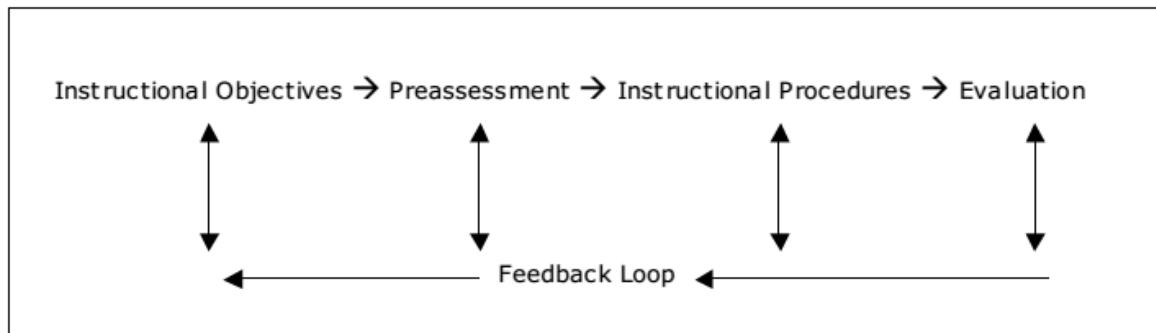 Instructional Objectives → Preassessment → Instructional Procedures → Evaluation
Feedback Loop